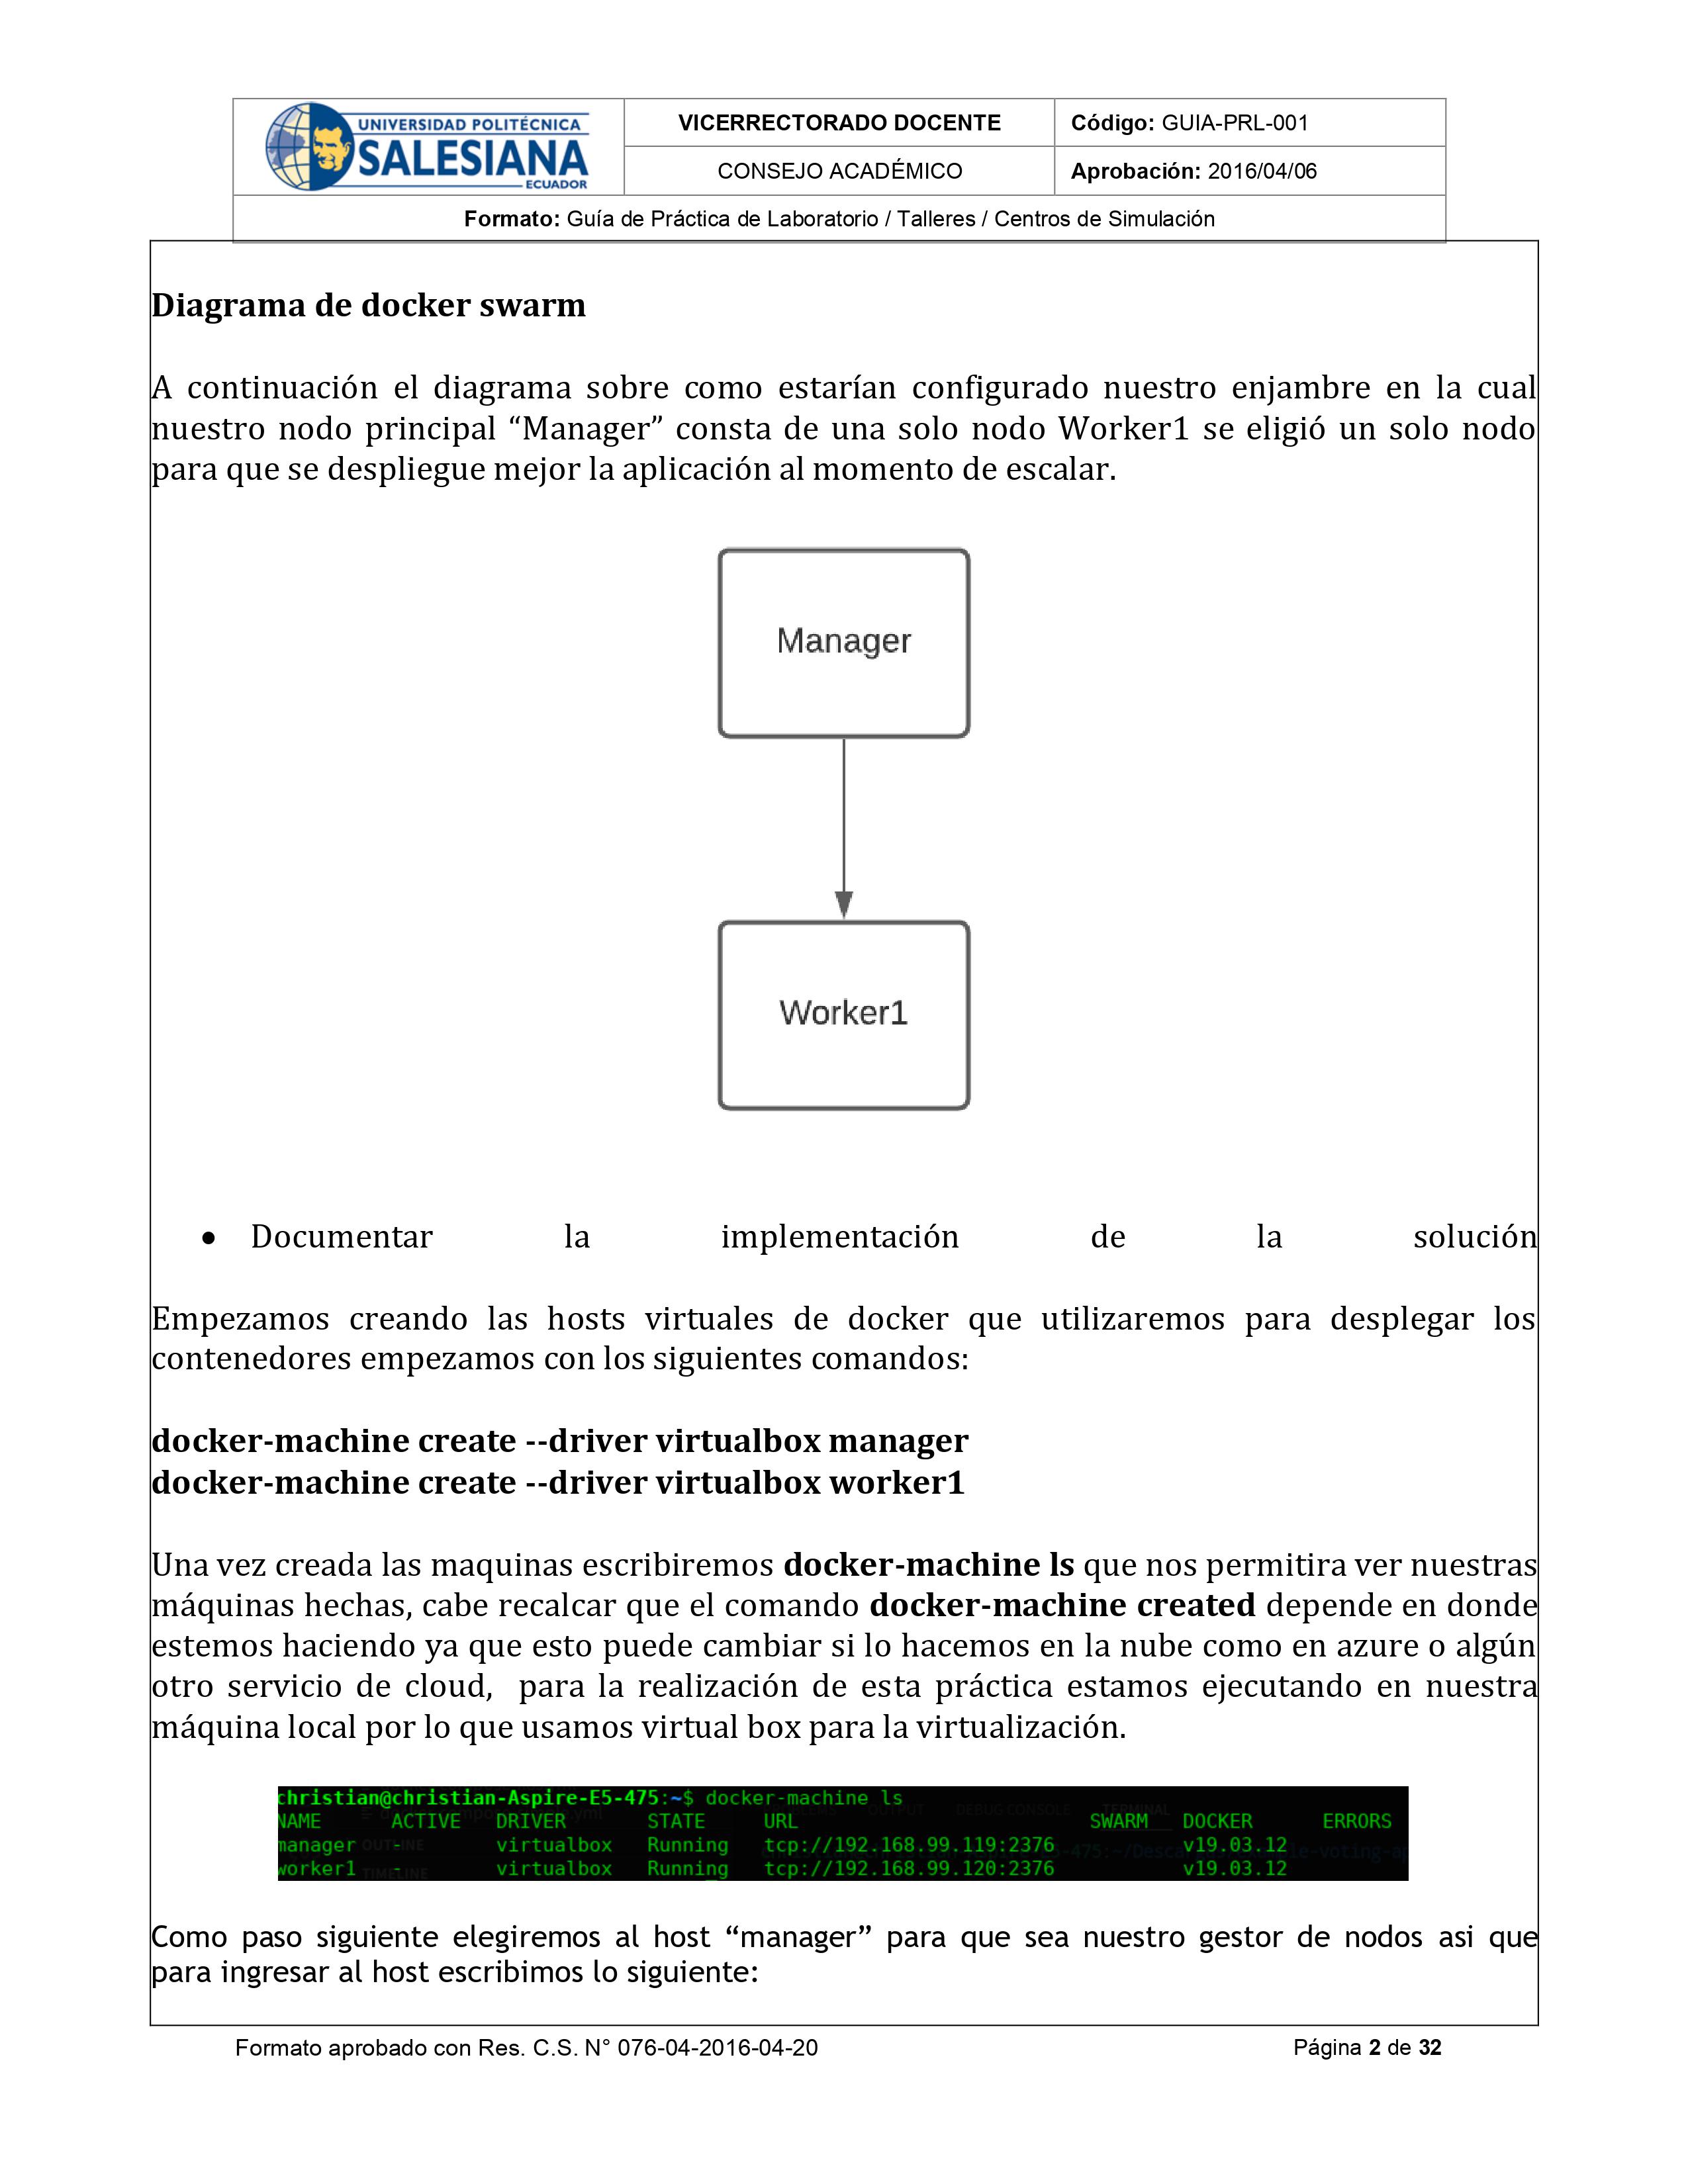 UNIVERSIDAD POLITÉCNICA
SALESIANA
ECUADOR
VICERRECTORADO DOCENTE
Código: GUIA-PRL-001
CONSEJO ACADÉMICO
Aprobación: 2016/04/06
Formato: Guía de Práctica de Laboratorio / Talleres / Centros de Simulación
Diagrama de docker swarm
A continuación el diagrama sobre como estarían configurado nuestro enjambre en la cual
nuestro nodo principal “Manager” consta de una solo nodo Worker1 se eligió un solo nodo
para que se despliegue mejor la aplicación al momento de escalar.
Manager
Worker1
• Documentar la implementación de la solución
Empezamos creando las hosts virtuales de docker que utilizaremos para desplegar los
contenedores empezamos con los siguientes comandos:
docker-machine create --driver virtualbox manager
docker-machine create --driver virtualbox worker1
Una vez creada las maquinas escribiremos docker-machine ls que nos permitira ver nuestras
máquinas hechas, cabe recalcar que el comando docker-machine created depende en donde
estemos haciendo ya que esto puede cambiar si lo hacemos en la nube como en azure o algún
otro servicio de cloud, para la realización de esta práctica estamos ejecutando en nuestra
máquina local por lo que usamos virtual box para la virtualización.
christian@christian-Aspire-E5-475:~$ docker-machine ls
NAME ACTIVE DRIVER STATE URL SWARM DOCKER ERRORS
manager - virtualbox Running tcp://192.168.99.119:2376 v19.03.12
worker1 - virtualbox Running tcp://192.168.99.120:2376 v19.03.12
Como paso siguiente elegiremos al host “manager” para que sea nuestro gestor de nodos asi que
para ingresar al host escribimos lo siguiente:
Formato aprobado con Res. C.S. N° 076-04-2016-04-20
Página 2 de 32